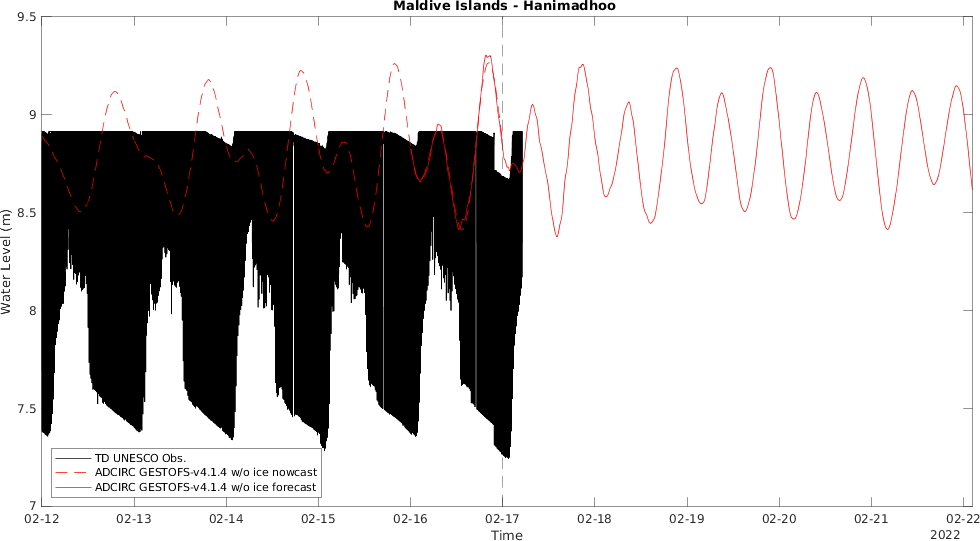 Maldive Islands - Hanimadhoo
9.5
9
8.5
8
7.5
7
Water Level (m)
TD UNESCO Obs.
ADCIRC GESTOFS-v4.1.4 w/o ice nowcast
ADCIRC GESTOFS-v4.1.4 w/o ice forecast
02-12 02-13 02-14 02-15 02-16 02-17 02-18 02-19 02-20 02-21 02-22
Time
2022